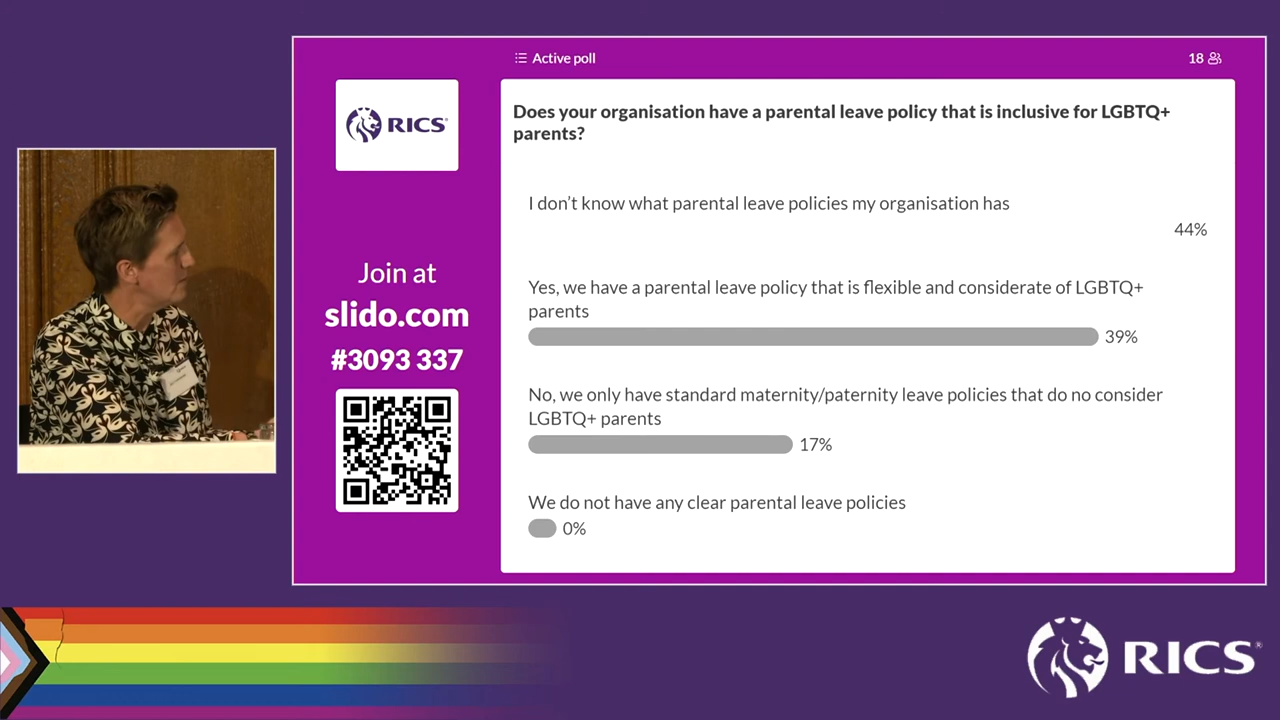 Active poll
18
RICS
Does your organisation have a parental leave policy that is inclusive for LGBTQ+
parents?
I don't know what parental leave policies my organisation has
44%
Join at
slido.com
#3093 337
Yes, we have a parental leave policy that is flexible and considerate of LGBTQ+
parents
39%
No, we only have standard maternity/paternity leave policies that do no consider
LGBTQ+ parents
17%
We do not have any clear parental leave policies
0%
RICS